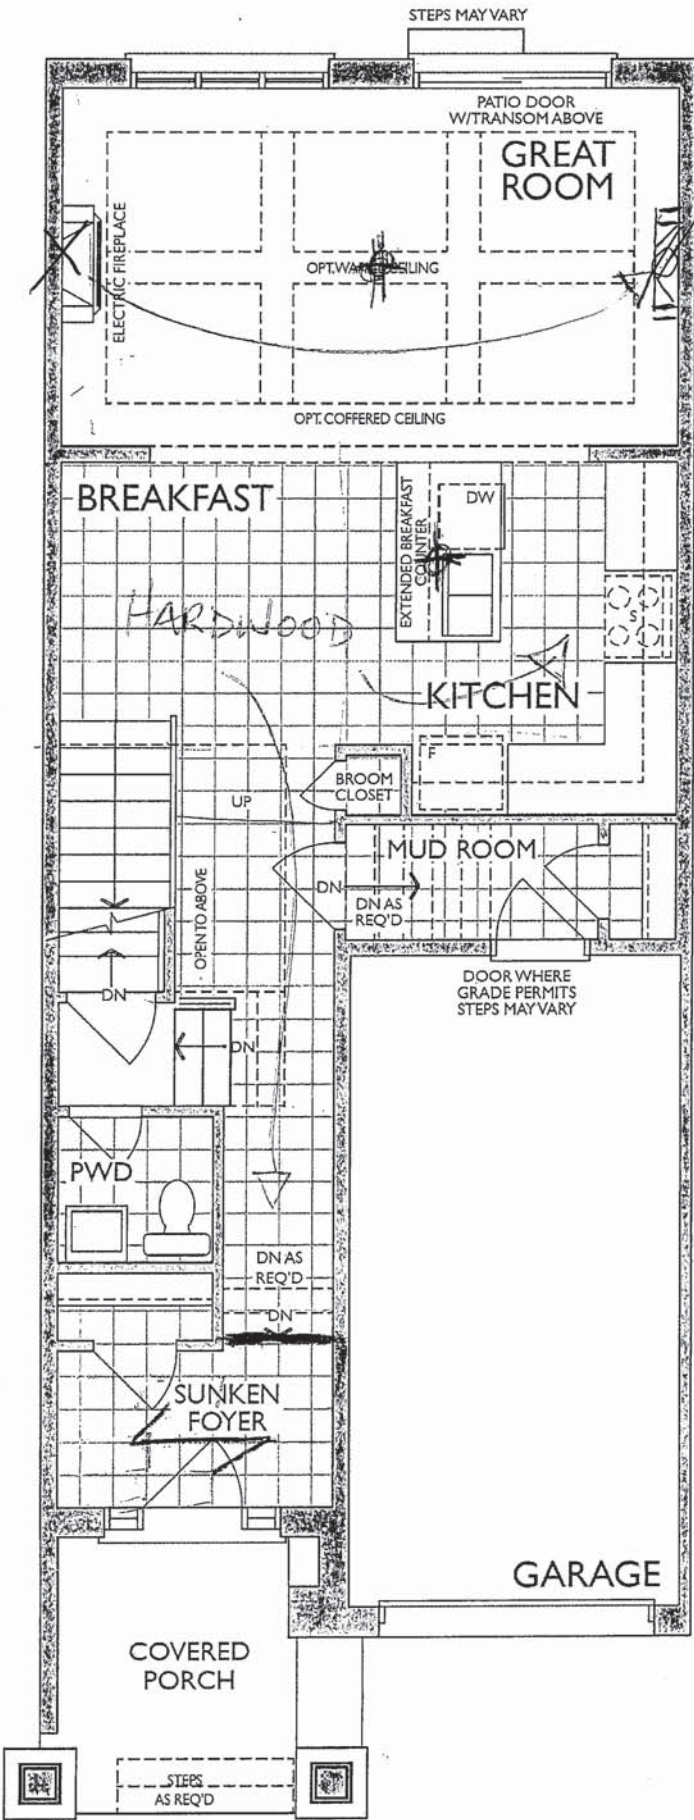 STEPS MAY VARY
PATIO DOOR
W/TRANSOM ABOVE
GREAT
ROOM
ELECTRIC FIREPLACE
OPT. COFFERED CEILING
BREAKFAST
EXTENDED BREAKFAST
COUNTER
DW
HARDWOOD
S
KITCHEN
F
BROOM
CLOSET
UP
MUD ROOM
DN
DN AS
REQ'D
OPEN TO ABOVE
DN
DOOR WHERE
GRADE PERMITS
STEPS MAY VARY
DN
PWD
DN AS
REQ'D
DN
SUNKEN
FOYER
GARAGE
COVERED
PORCH
STEPS
AS REQ'D